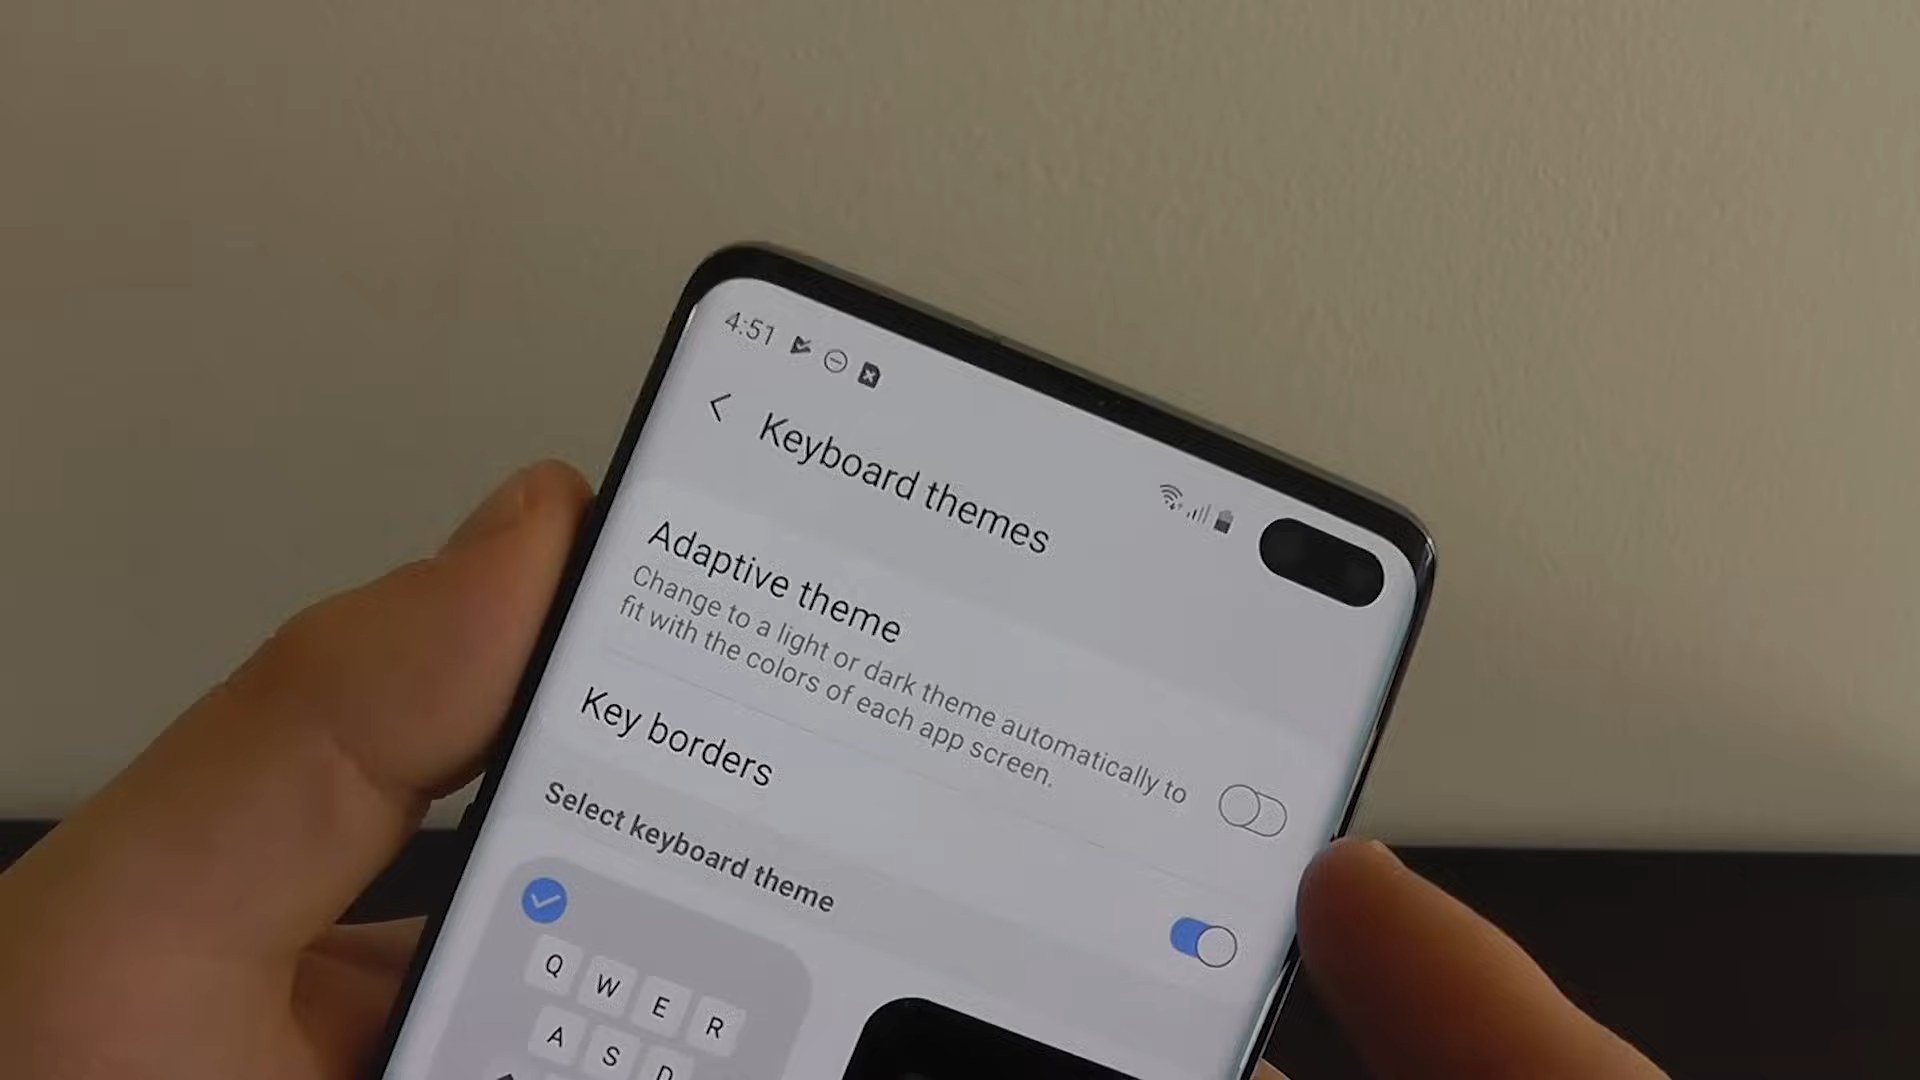 4:51
Keyboard themes
Adaptive theme
Change to a light or dark theme automatically to
fit with the colors of each app screen.
Key borders
Select keyboard theme
Q W E R
A S D